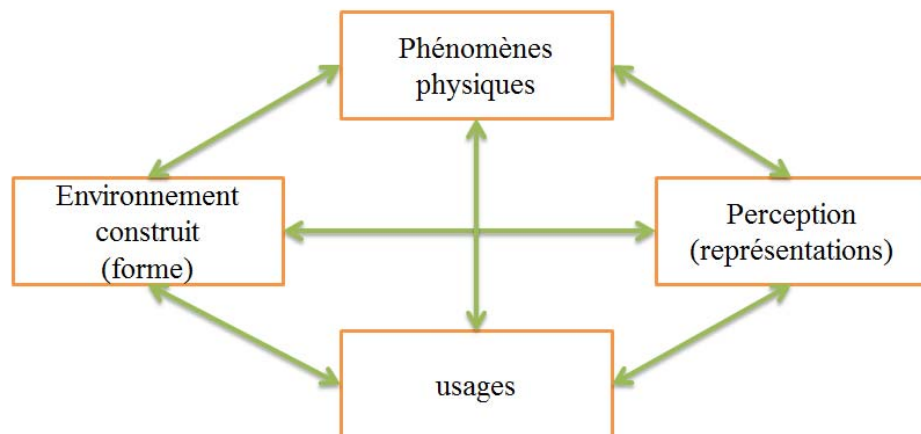 Phénomènes
physiques
Environnement
construit
(forme)
Perception
(représentations)
usages